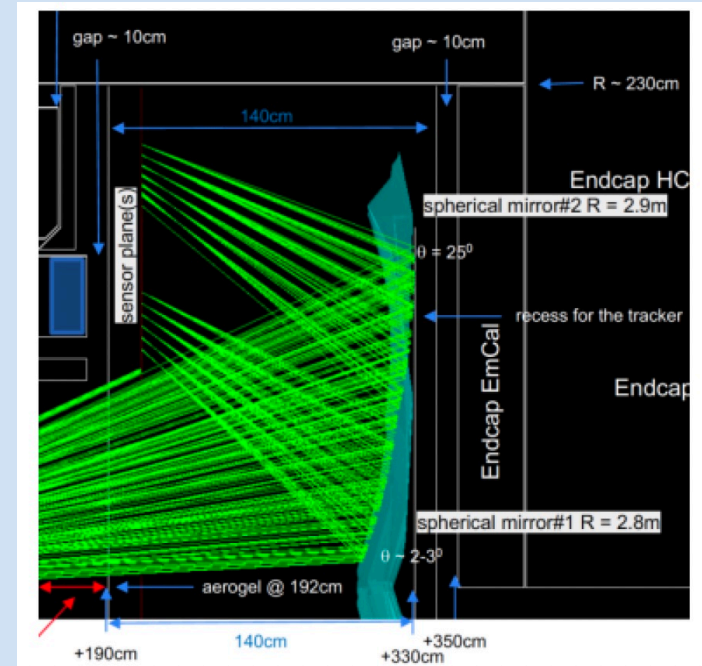 gap ~ 10cm
gap ~ 10cm
R ~ 230cm
140cm
Endcap HC
spherical mirror#2 R = 2.9m
sensor plane(s)
θ = 25⁰
recess for the tracker
Endcap EmCal
Endcap
spherical mirror#1 R = 2.8m
θ ~ 2-3⁰
aerogel @ 192cm
140cm
+350cm
+190cm
+330cm